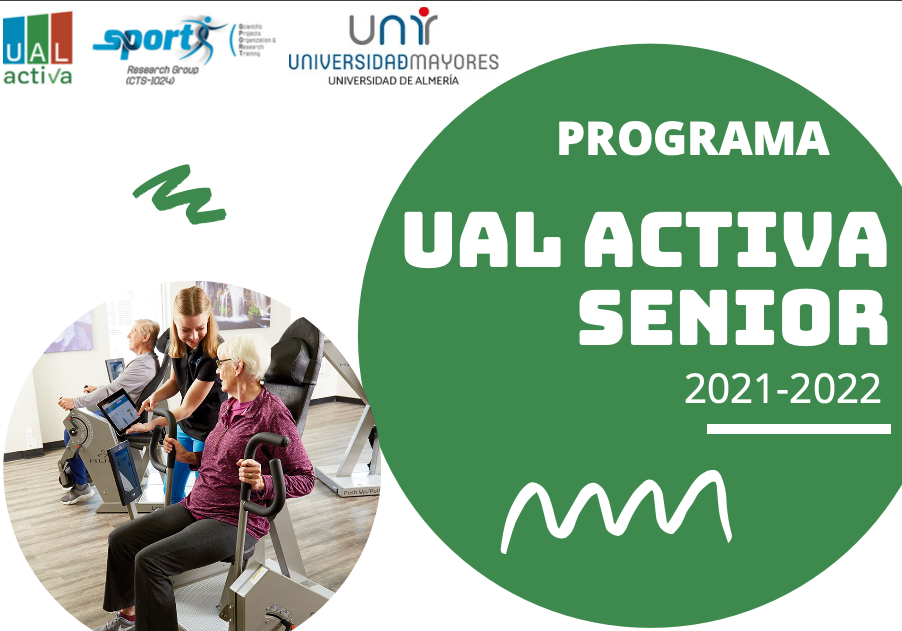 UAL
activa
sport
Scientific
Projects
Organization &
Research
Training
Research Group
(CTS-1024)
UNIVERSIDADMAYORES
UNIVERSIDAD DE ALMERÍA
PROGRAMA
UAL ACTIVA
SENIOR
2021-2022